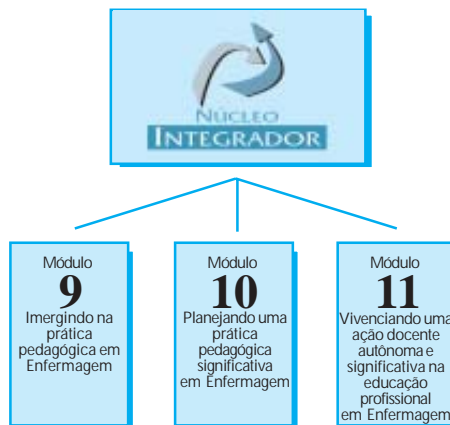 NÚCLEO
INTEGRADOR
Módulo
9
Imergindo na
prática
pedagógica em
Enfermagem
Módulo
10
Planejando uma
prática
pedagógica
significativa
em Enfermagem
Módulo
11
Vivenciando uma
ação docente
autônoma e
significativa na
educação
profissional
em Enfermagem